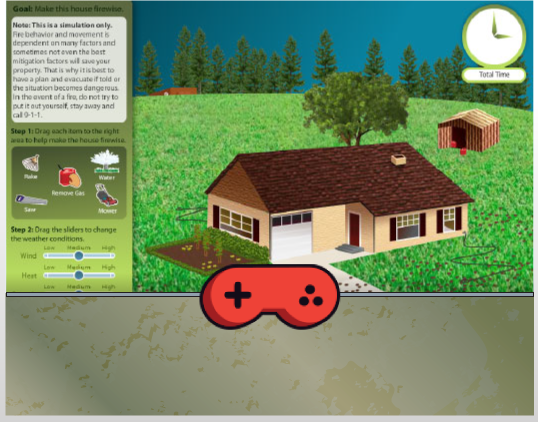 Goal: Make this house firewise.
Note: This is a simulation only.
Fire behavior and movement is
dependent on many factors and
sometimes not even the best
mitigation factors will save your
property. That is why it is best to
have a plan and evacuate if told or
the situation becomes dangerous.
In the event of a fire, do not try to
put it out yourself, stay away and
call 9-1-1.
Step 1: Drag each item to the right
area to help make the house firewise.
Rake
Remove Gas
Water
Saw
Mower
Step 2: Drag the sliders to change
the weather conditions.
Low Medium High
Wind
Low Medium High
Heat
Low Medium High
Total Time